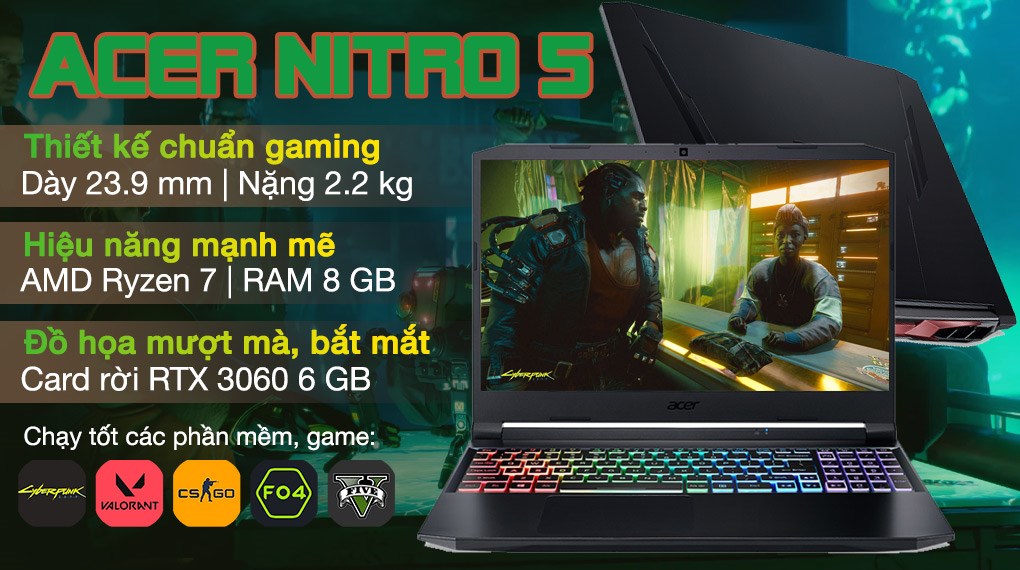 ACER NITRO 5
Thiết kế chuẩn gaming
Dày 23.9 mm | Nặng 2.2 kg
Hiệu năng mạnh mẽ
AMD Ryzen 7 | RAM 8 GB
Đồ họa mượt mà, bắt mắt
Card rời RTX 3060 6 GB
Chạy tốt các phần mềm, game:
Cyberpunk
VALORANT
CS:GO
FO4
V
FIVE
Cyberpunk
acer